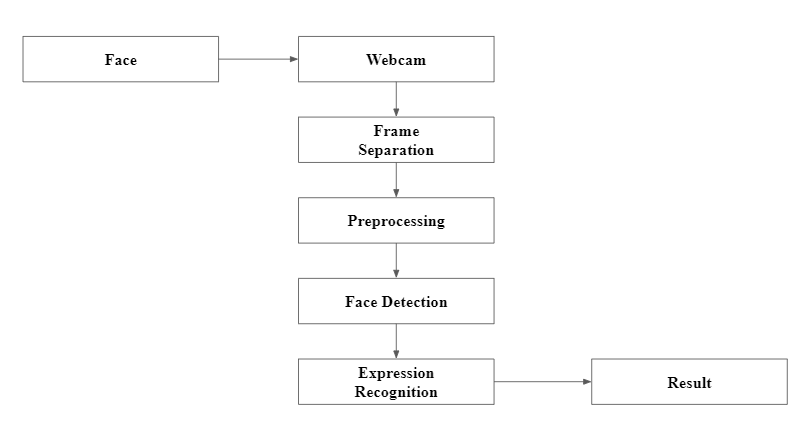 Face
Webcam
Frame
Separation
Preprocessing
Face Detection
Expression
Recognition
Result